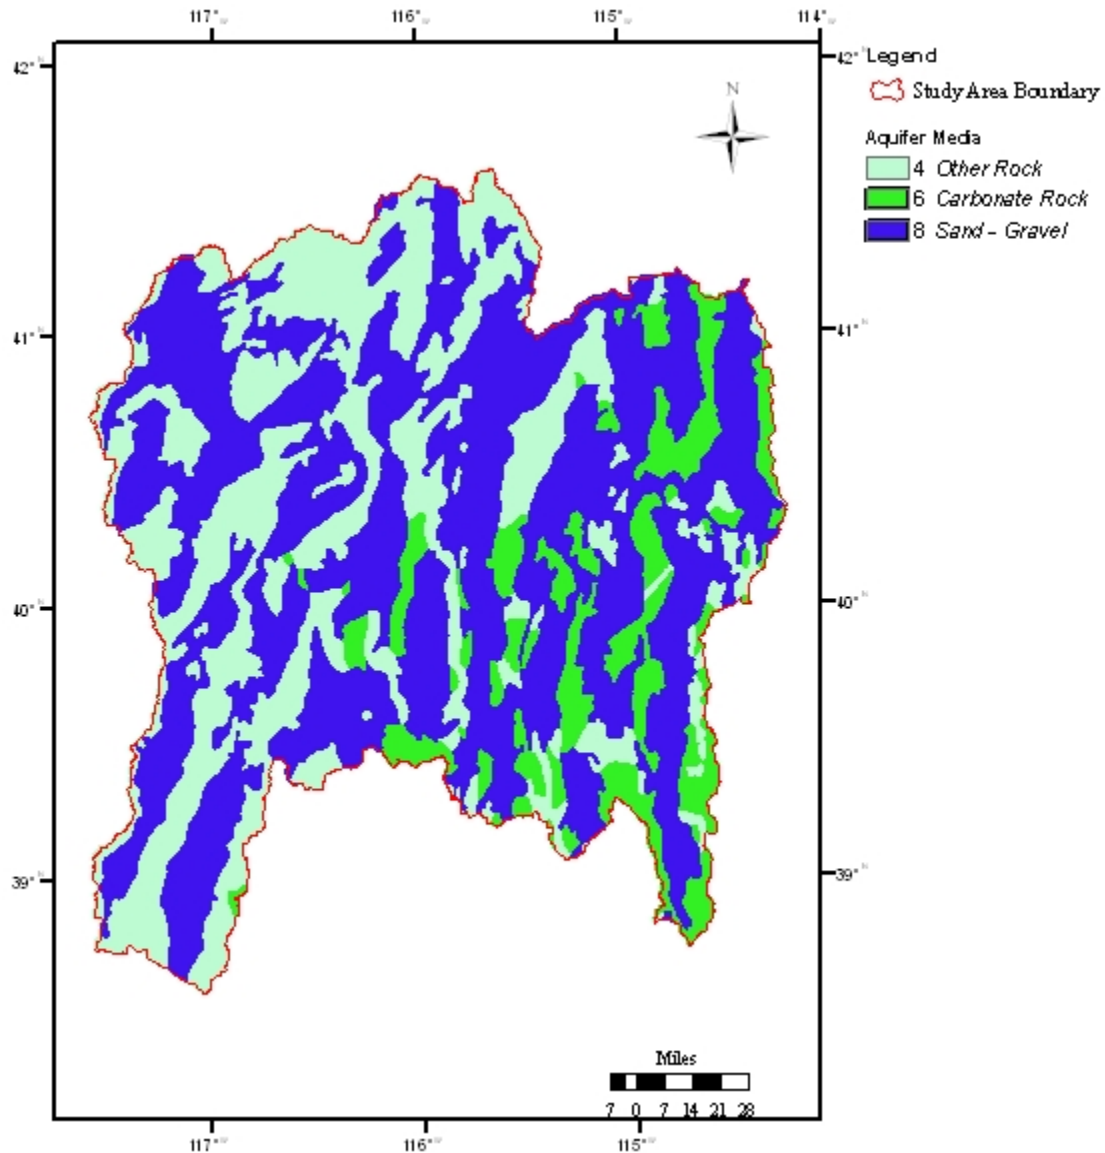 117°W 116°W 115°W 114°W
42°N 42°N
Legend
Study Area Boundary
N
Aquifer Media
4 Other Rock
6 Carbonate Rock
8 Sand - Gravel
41°N 41°N
40°N 40°N
39°N 39°N
Miles
7 0 7 14 21 28
117°W 116°W 115°W